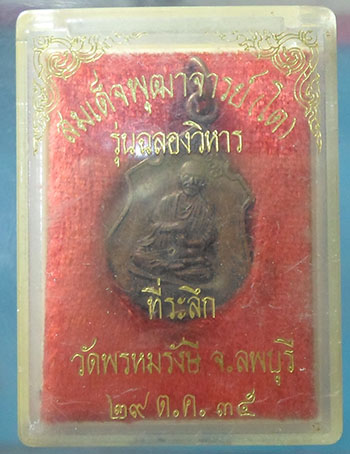 สมเด็จพุฒาจารย์ (โต)
รุ่นฉลองวิหาร
ที่ระลึก
วัดพรหมรังษี จ.ลพบุรี
๒๙ ต.ค. ๓๕